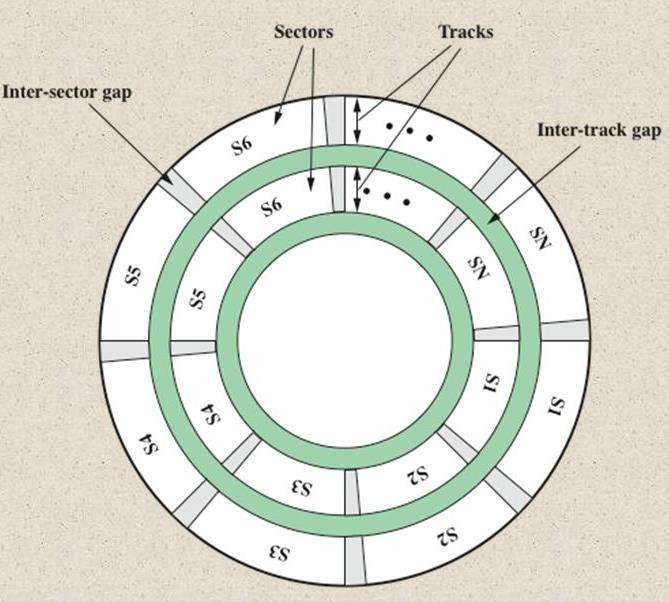 Sectors
Tracks
Inter-sector gap
Inter-track gap
S6
• • •
SN
S6
• • •
SN
S5
S5
S1
S1
S4
S4
S3
S2
S3
S2